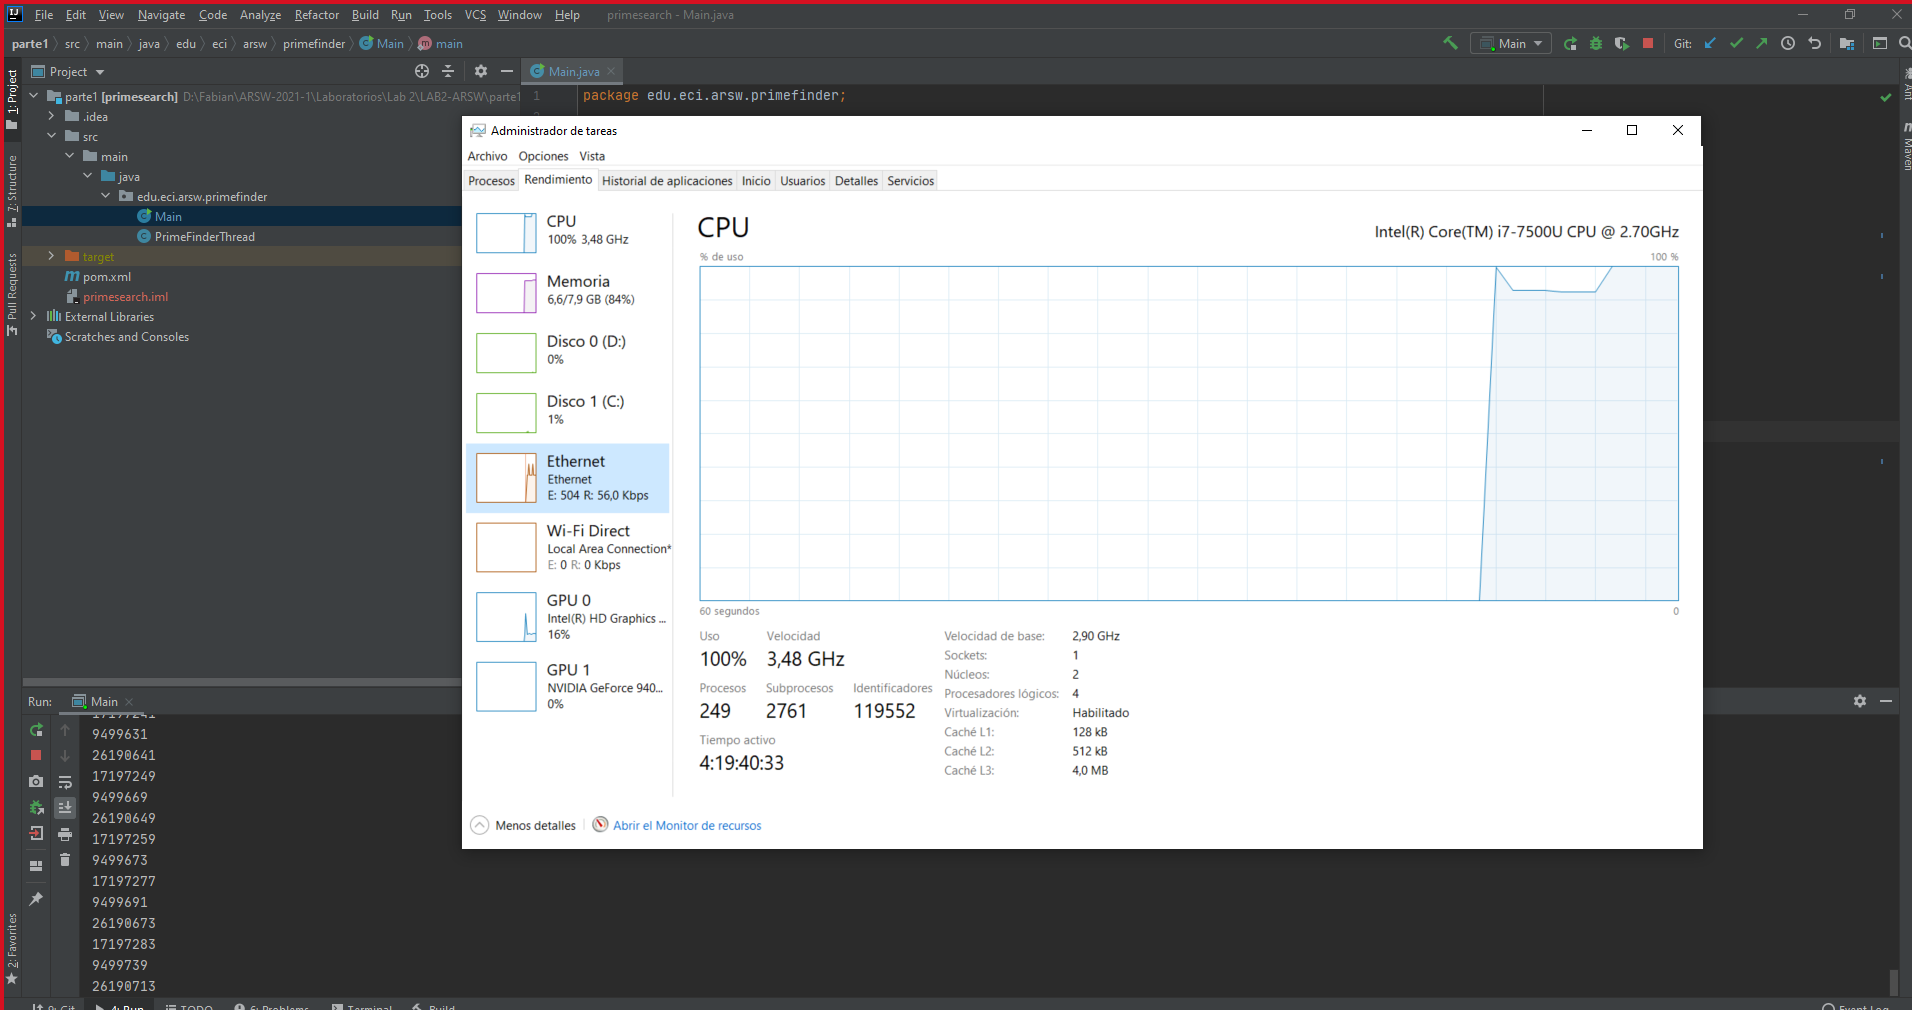 File Edit View Navigate Code Analyze Refactor Build Run Tools VCS Window Help primesearch - Main.java
parte1 src main java edu eci arsw primefinder Main main
Main
Git:
Project
Main.java
1: Project
7: Structure
Pull Requests
2: Favorites
Ant
Maven
parte1 [primesearch] D:\Fabian\ARSW-2021-1\Laboratorios\Lab 2\LAB2-ARSW\parte1
.idea
src
main
java
edu.eci.arsw.primefinder
Main
PrimeFinderThread
target
pom.xml
primesearch.iml
External Libraries
Scratches and Consoles
1 package edu.eci.arsw.primefinder;
Administrador de tareas
Archivo Opciones Vista
Procesos Rendimiento Historial de aplicaciones Inicio Usuarios Detalles Servicios
CPU
100% 3,48 GHz
Memoria
6,6/7,9 GB (84%)
Disco 0 (D:)
0%
Disco 1 (C:)
1%
Ethernet
Ethernet
E: 504 R: 56,0 Kbps
Wi-Fi Direct
Local Area Connection*
E: 0 R: 0 Kbps
GPU 0
Intel(R) HD Graphics ...
16%
GPU 1
NVIDIA GeForce 940...
0%
CPU
Intel(R) Core(TM) i7-7500U CPU @ 2.70GHz
% de uso
100 %
60 segundos
0
Uso Velocidad
100% 3,48 GHz
Procesos Subprocesos Identificadores
249 2761 119552
Tiempo activo
4:19:40:33
Velocidad de base: 2,90 GHz
Sockets: 1
Núcleos: 2
Procesadores lógicos: 4
Virtualización: Habilitado
Caché L1: 128 kB
Caché L2: 512 kB
Caché L3: 4,0 MB
Menos detalles
Abrir el Monitor de recursos
Run: Main
17197241
9499631
26190641
17197249
9499669
26190649
17197259
9499673
17197277
9499691
26190673
17197283
9499739
26190713
9: Git 4: Run TODO 6: Problems Terminal Build
Event Log